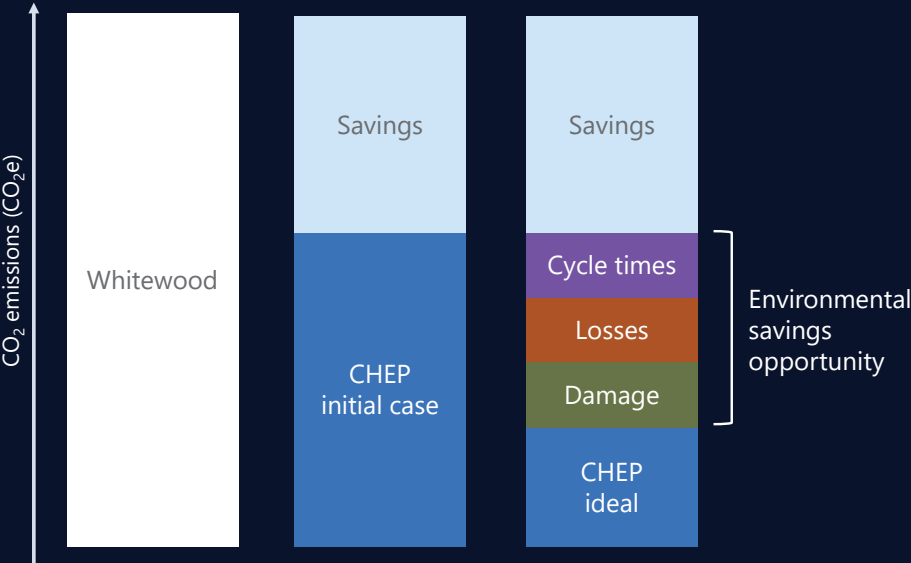 CO₂ emissions (CO₂e)
Whitewood
Savings
CHEP
initial case
Savings
Cycle times
Losses
Damage
CHEP
ideal
Environmental
savings
opportunity